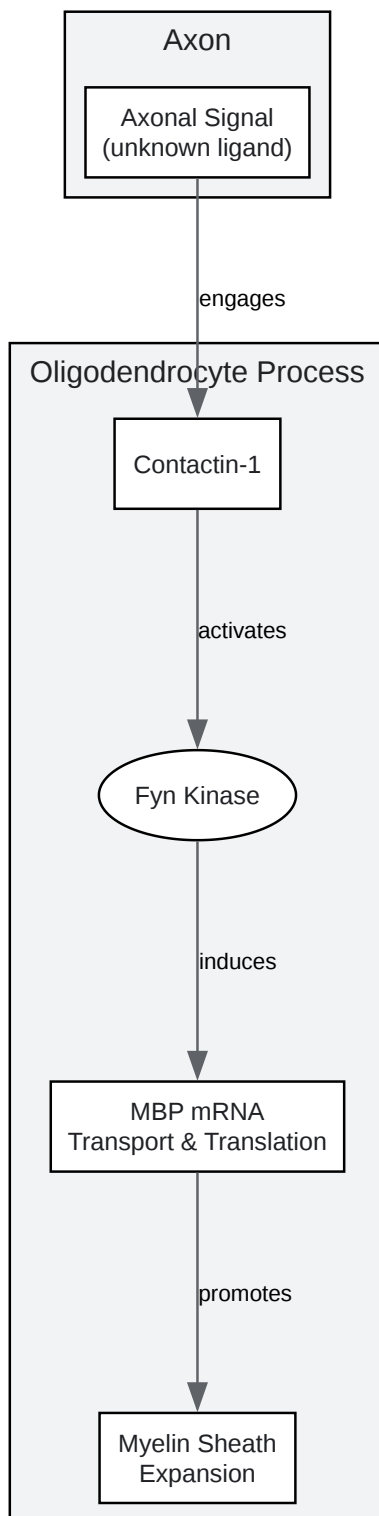 Axon
Axonal Signal
(unknown ligand)
engages
Oligodendrocyte Process
Contactin-1
activates
Fyn Kinase
induces
MBP mRNA
Transport & Translation
promotes
Myelin Sheath
Expansion